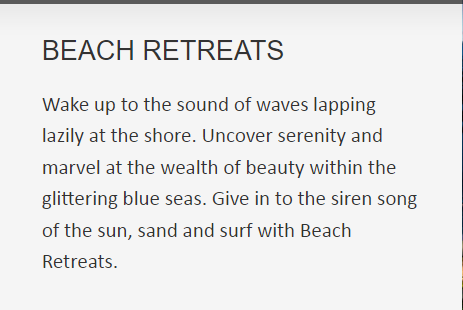 BEACH RETREATS
Wake up to the sound of waves lapping
lazily at the shore. Uncover serenity and
marvel at the wealth of beauty within the
glittering blue seas. Give in to the siren song
of the sun, sand and surf with Beach
Retreats.